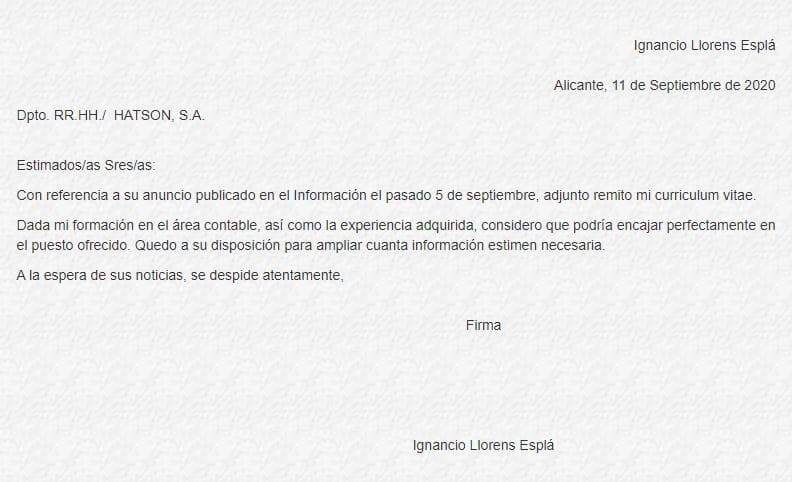 Ignancio Llorens Esplá
Alicante, 11 de Septiembre de 2020
Dpto. RR.HH./  HATSON, S.A.
Estimados/as Sres/as:
Con referencia a su anuncio publicado en el Información el pasado 5 de septiembre, adjunto remito mi curriculum vitae.
Dada mi formación en el área contable, así como la experiencia adquirida, considero que podría encajar perfectamente en
el puesto ofrecido. Quedo a su disposición para ampliar cuanta información estimen necesaria.
A la espera de sus noticias, se despide atentamente,
Firma
Ignancio Llorens Esplá